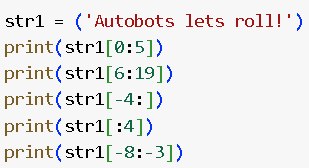 str1 = ('Autobots lets roll!')
print(str1[0:5])
print(str1[6:19])
print(str1[-4:])
print(str1[:4])
print(str1[-8:-3])